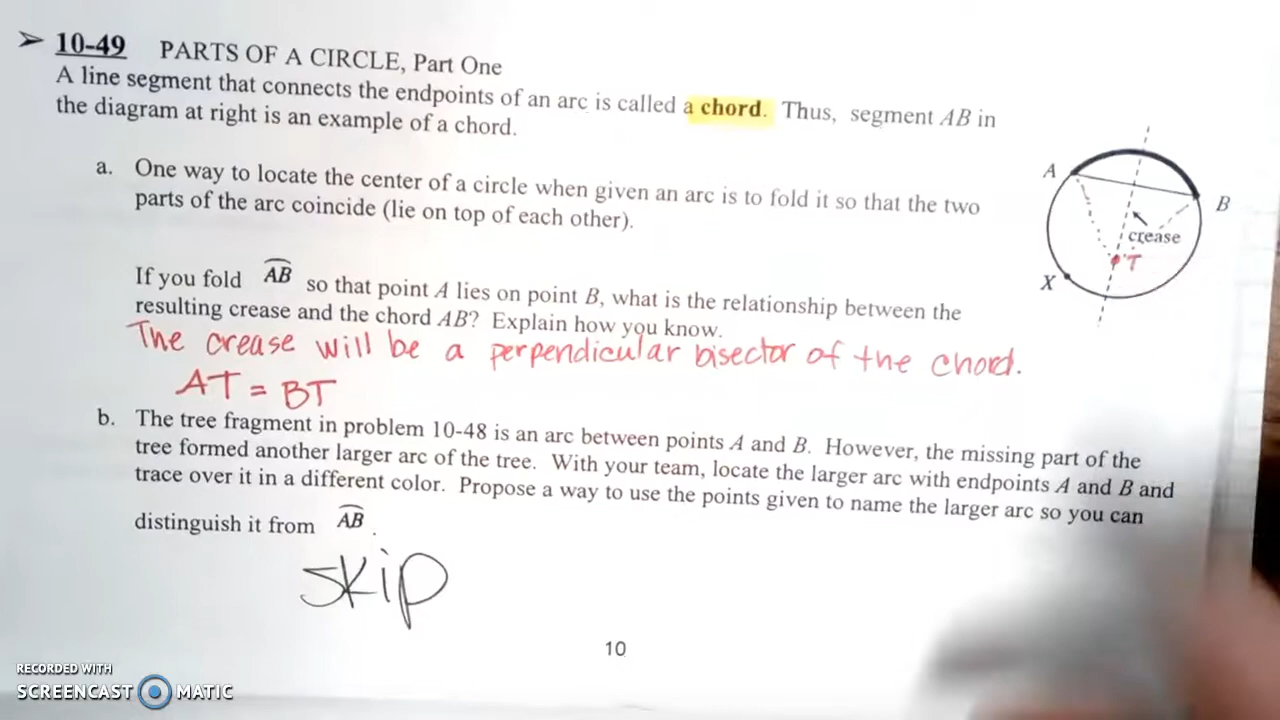 ➢ 10-49 PARTS OF A CIRCLE, Part One
A line segment that connects the endpoints of an arc is called a chord. Thus, segment AB in
the diagram at right is an example of a chord.
a. One way to locate the center of a circle when given an arc is to fold it so that the two
parts of the arc coincide (lie on top of each other).
A
B
crease
T
X
If you fold AB so that point A lies on point B, what is the relationship between the
resulting crease and the chord AB? Explain how you know.
The crease will be a perpendicular bisector of the chord.
AT = BT
b. The tree fragment in problem 10-48 is an arc between points A and B. However, the missing part of the
tree formed another larger arc of the tree. With your team, locate the larger arc with endpoints A and B and
trace over it in a different color. Propose a way to use the points given to name the larger arc so you can
distinguish it from AB.
skip
10
RECORDED WITH
SCREENCAST MATIC